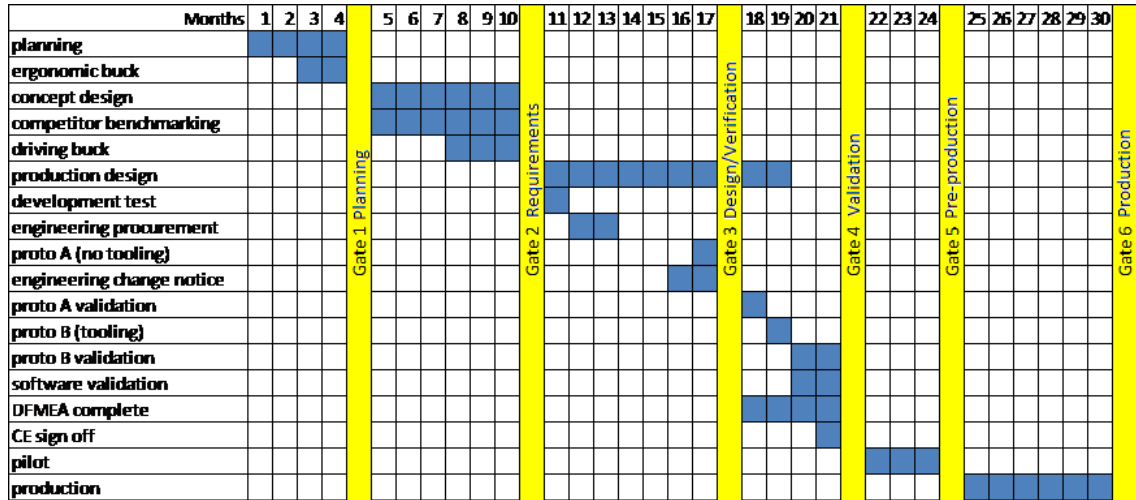 Months 1 2 3 4 5 6 7 8 9 10 11 12 13 14 15 16 17 18 19 20 21 22 23 24 25 26 27 28 29 30
planning
ergonomic buck
concept design
competitor benchmarking
driving buck
production design
development test
engineering procurement
proto A (no tooling)
engineering change notice
proto A validation
proto B (tooling)
proto B validation
software validation
DFMEA complete
CE sign off
pilot
production
Gate 1 Planning
Gate 2 Requirements
Gate 3 Design/Verification
Gate 4 Validation
Gate 5 Pre-production
Gate 6 Production